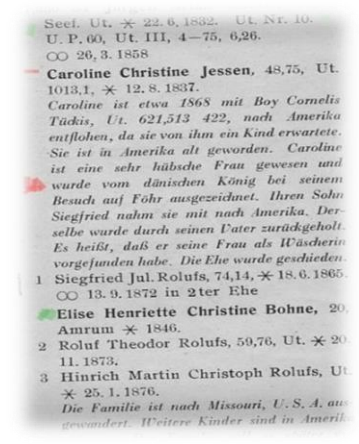 Seef. Ut. ✳ 22. 6. 1832. Ut. Nr. 10.
U. P. 60, Ut. III, 4—75, 6,26.
∞ 26, 3. 1858
Caroline Christine Jessen, 48,75, Ut.
1013,1, ✳ 12. 8. 1837.
Caroline ist etwa 1868 mit Boy Cornelis
Tückis, Ut. 621,513 422, nach Amerika
entflohen, da sie von ihm ein Kind erwartete.
Sie ist in Amerika alt geworden. Caroline
ist eine sehr hübsche Frau gewesen und
wurde vom dänischen König bei seinem
Besuch auf Föhr ausgezeichnet. Ihren Sohn
Siegfried nahm sie mit nach Amerika. Der-
selbe wurde durch seinen Vater zurückgeholt.
Es heißt, daß er seine Frau als Wäscherin
vorgefunden habe. Die Ehe wurde geschieden.
1 Siegfried Jul. Rolufs, 74,14, ✳ 18. 6. 1865.
∞ 13. 9. 1872 in 2ter Ehe
Elise Henriette Christine Bohne, 20,
Amrum ✳ 1846.
2 Roluf Theodor Rolufs, 59,76, Ut. ✳ 20.
11. 1873.
3 Hinrich Martin Christoph Rolufs, Ut.
✳ 25. 1. 1876.
Die Familie ist nach Missouri, U. S. A. aus
gewandert. Weitere Kinder sind in Amerik